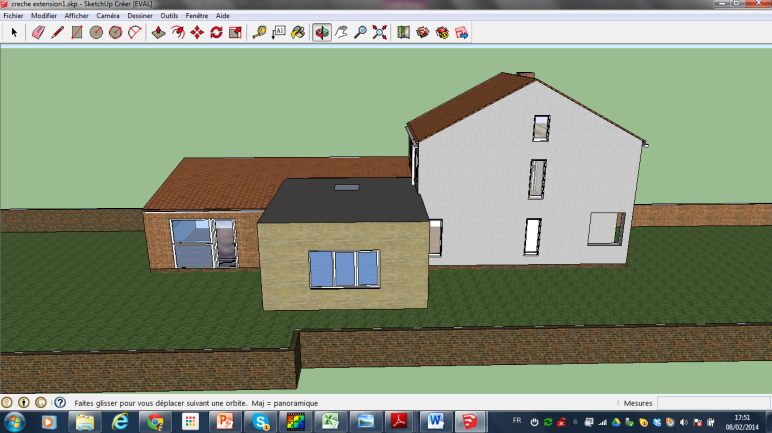 creche extension1.skp - SketchUp Créer [EVAL]
Fichier Modifier Afficher Caméra Dessiner Outils Fenêtre Aide
A1
Faites glisser pour vous déplacer suivant une orbite. Maj = panoramique
Mesures
FR
17:51
08/02/2014